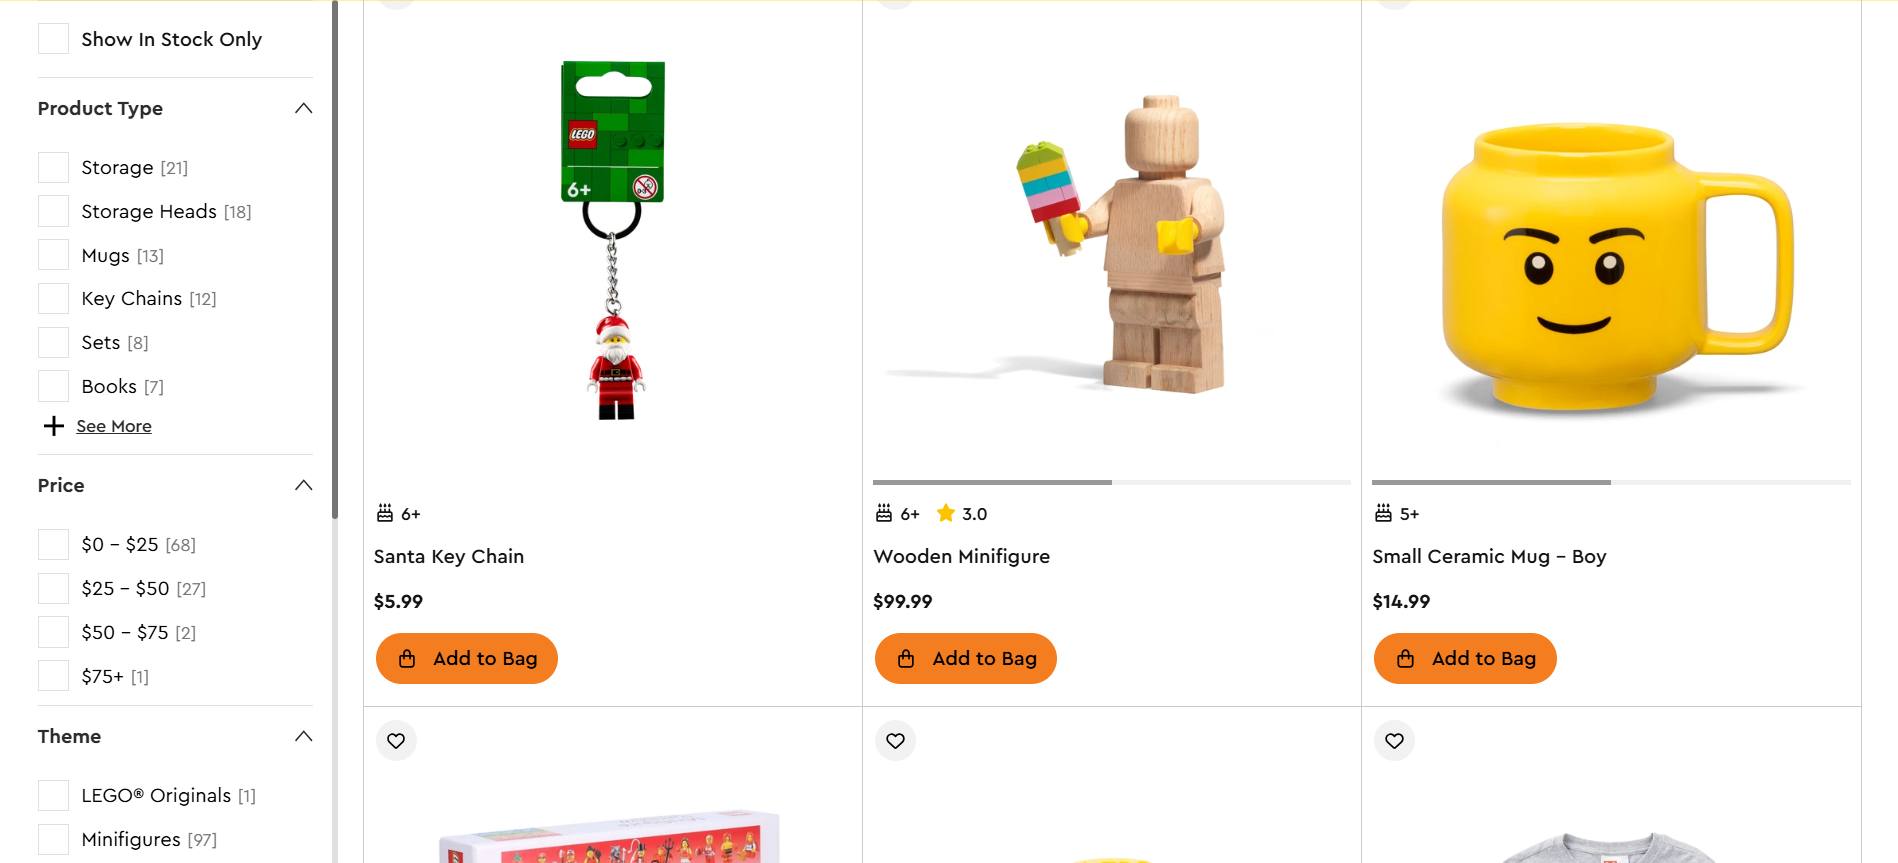 Show In Stock Only
Product Type
Storage [21]
Storage Heads [18]
Mugs [13]
Key Chains [12]
Sets [8]
Books [7]
See More
Price
$0 – $25 [68]
$25 – $50 [27]
$50 – $75 [2]
$75+ [1]
Theme
LEGO® Originals [1]
Minifigures [97]
LEGO
6+
6+
Santa Key Chain
$5.99
Add to Bag
6+ 3.0
Wooden Minifigure
$99.99
Add to Bag
5+
Small Ceramic Mug – Boy
$14.99
Add to Bag